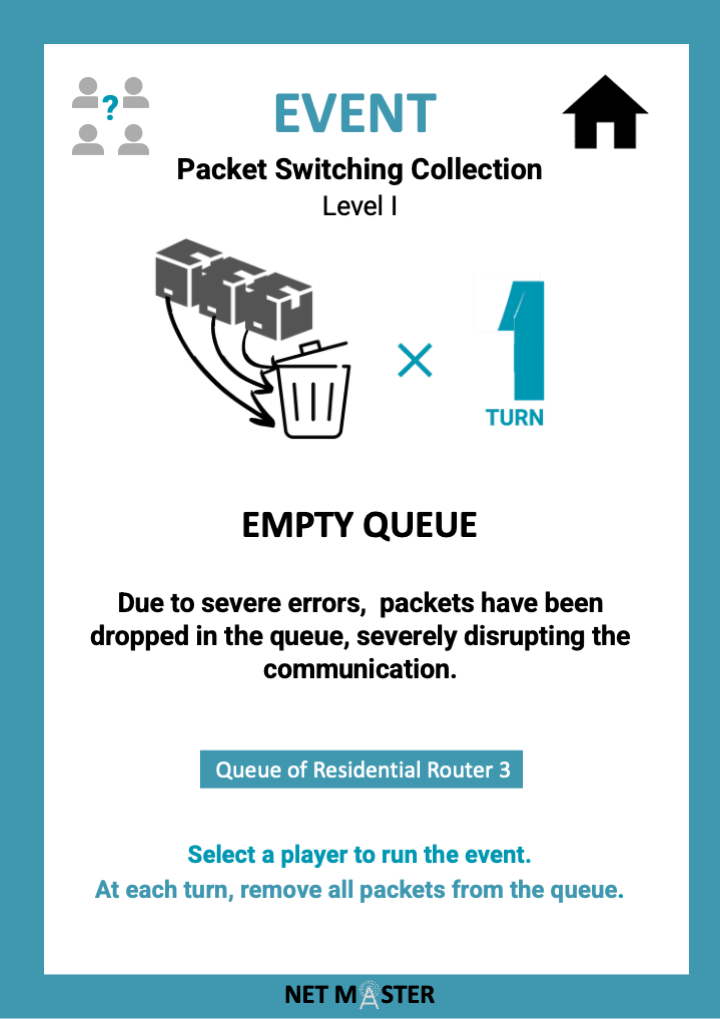 ?
EVENT
Packet Switching Collection
Level I
× 1
TURN
EMPTY QUEUE
Due to severe errors,  packets have been
dropped in the queue, severely disrupting the
communication.
Queue of Residential Router 3
Select a player to run the event.
At each turn, remove all packets from the queue.
NET MASTER